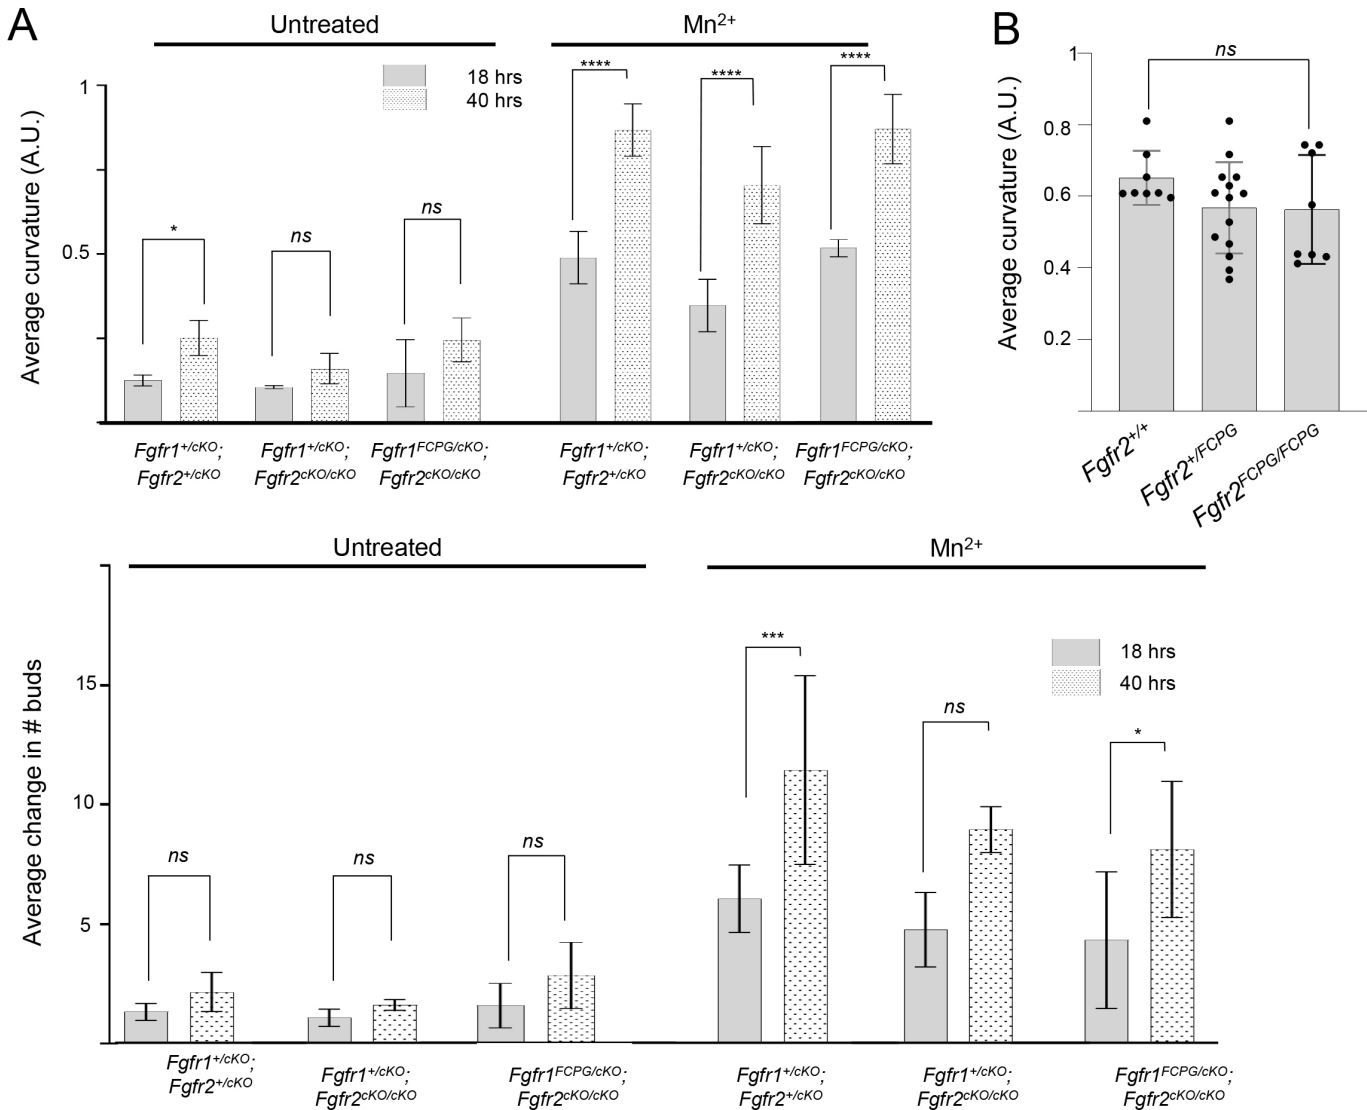 A
Untreated
Mn2+
18 hrs
40 hrs
Average curvature (A.U.)
1
0.5
*
ns
ns
****
****
****
Fgfr1+/cKO;
Fgfr2+/cKO
Fgfr1+/cKO;
Fgfr2cKO/cKO
Fgfr1FCPG/cKO;
Fgfr2cKO/cKO
Fgfr1+/cKO;
Fgfr2+/cKO
Fgfr1+/cKO;
Fgfr2cKO/cKO
Fgfr1FCPG/cKO;
Fgfr2cKO/cKO
B
ns
Average curvature (A.U.)
1
0.8
0.6
0.4
0.2
Fgfr2+/+
Fgfr2+/FCPG
Fgfr2FCPG/FCPG
Untreated
Mn2+
18 hrs
40 hrs
Average change in # buds
15
10
5
ns
ns
ns
***
ns
*
Fgfr1+/cKO;
Fgfr2+/cKO
Fgfr1+/cKO;
Fgfr2cKO/cKO
Fgfr1FCPG/cKO;
Fgfr2cKO/cKO
Fgfr1+/cKO;
Fgfr2+/cKO
Fgfr1+/cKO;
Fgfr2cKO/cKO
Fgfr1FCPG/cKO;
Fgfr2cKO/cKO